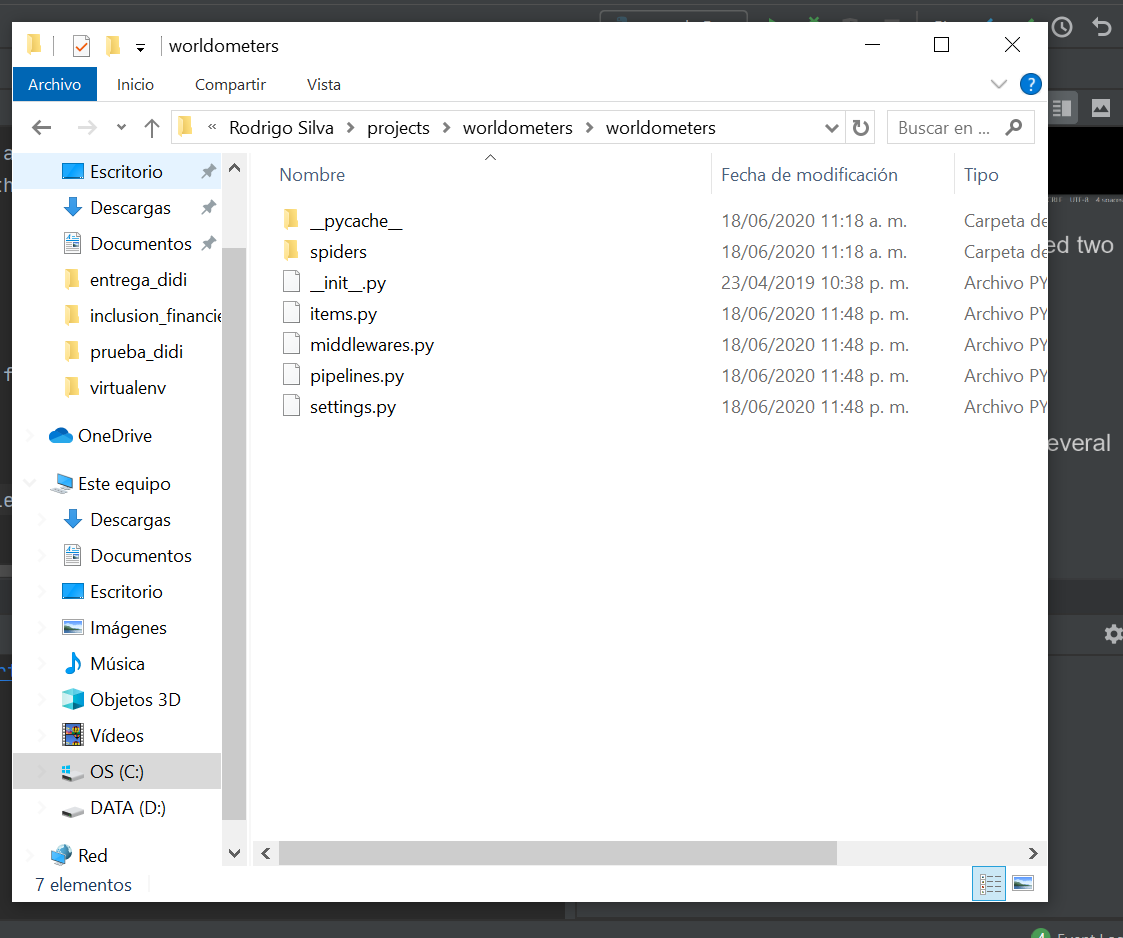 worldometers
Archivo Inicio Compartir Vista
« Rodrigo Silva > projects > worldometers > worldometers
Buscar en ...
Nombre Fecha de modificación Tipo
Escritorio
Descargas
Documentos
entrega_didi
inclusion_financie
prueba_didi
virtualenv
OneDrive
Este equipo
Descargas
Documentos
Escritorio
Imágenes
Música
Objetos 3D
Vídeos
OS (C:)
DATA (D:)
Red
__pycache__ 18/06/2020 11:18 a. m. Carpeta de
spiders 18/06/2020 11:18 a. m. Carpeta de
__init__.py 23/04/2019 10:38 p. m. Archivo PY
items.py 18/06/2020 11:48 p. m. Archivo PY
middlewares.py 18/06/2020 11:48 p. m. Archivo PY
pipelines.py 18/06/2020 11:48 p. m. Archivo PY
settings.py 18/06/2020 11:48 p. m. Archivo PY
7 elementos
UTF-8 4 spaces
ed two
everal